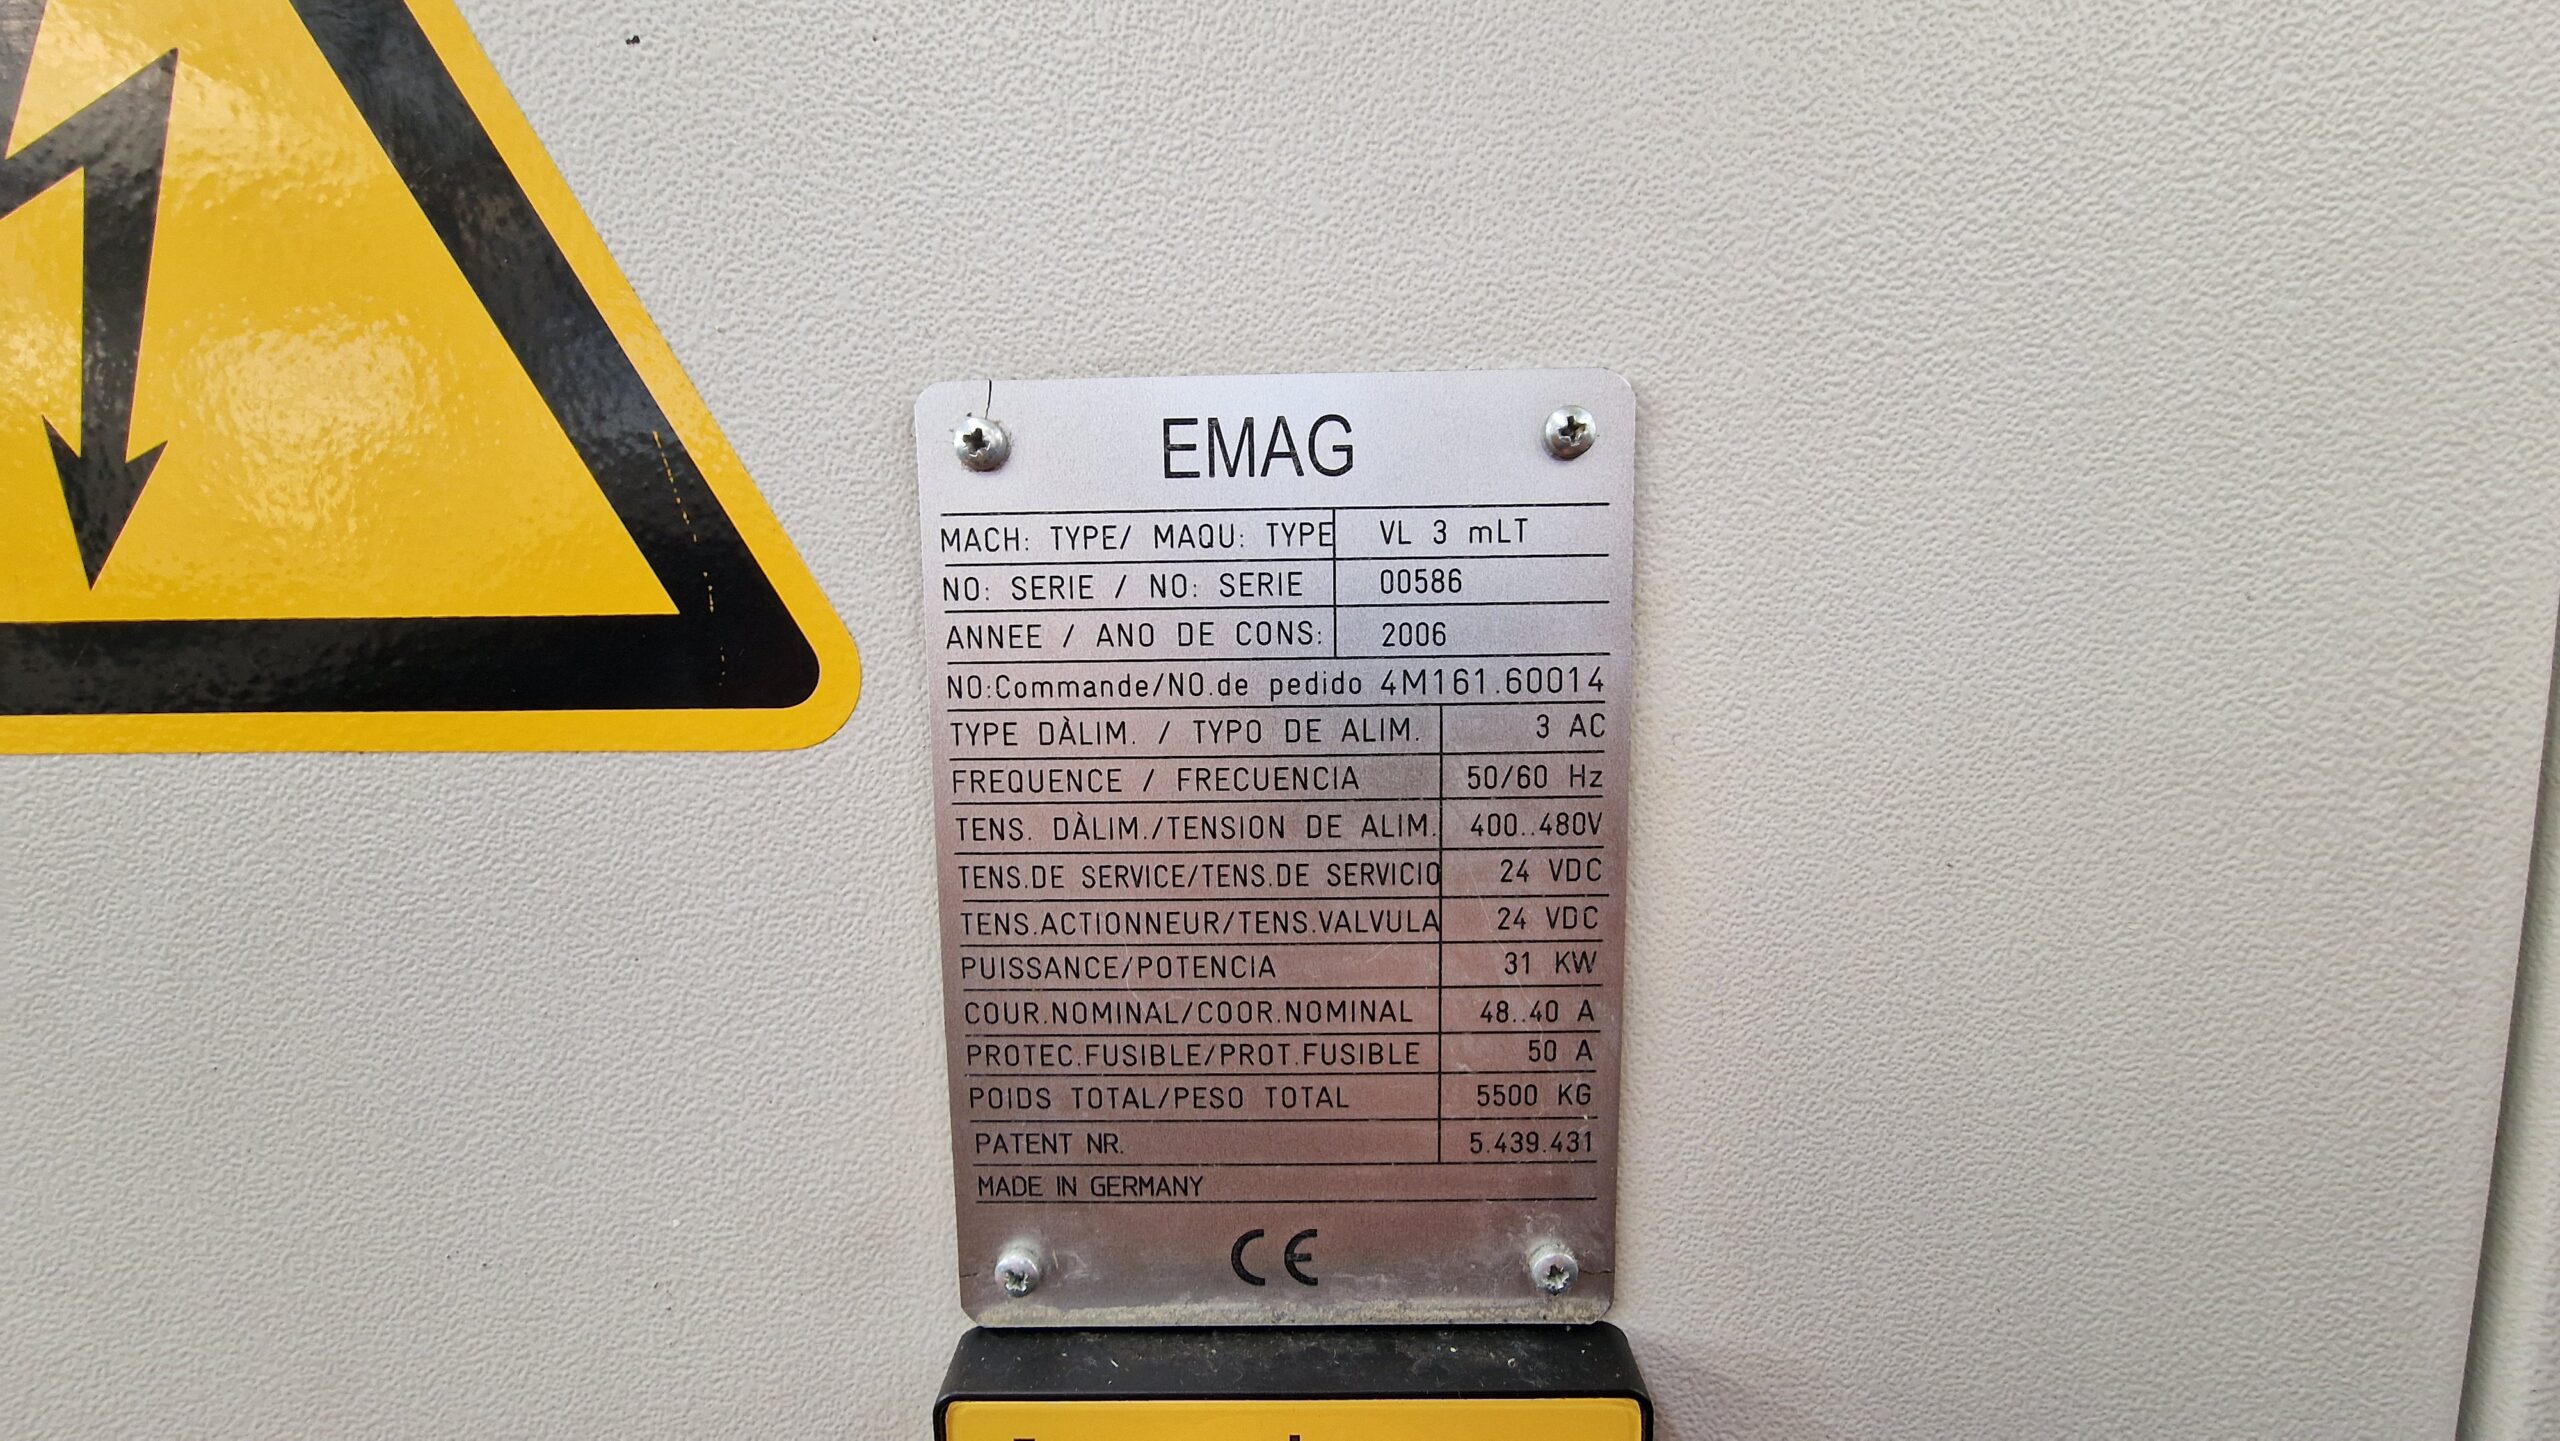 EMAG
MACH: TYPE/ MAQU: TYPE VL 3 mLT
NO: SERIE / NO: SERIE 00586
ANNEE / ANO DE CONS: 2006
NO:Commande/NO.de pedido 4M161.60014
TYPE DÀLIM. / TYPO DE ALIM. 3 AC
FREQUENCE / FRECUENCIA 50/60 Hz
TENS. DÀLIM./TENSION DE ALIM. 400..480V
TENS.DE SERVICE/TENS.DE SERVICIO 24 VDC
TENS.ACTIONNEUR/TENS.VALVULA 24 VDC
PUISSANCE/POTENCIA 31 KW
COUR.NOMINAL/COOR.NOMINAL 48..40 A
PROTEC.FUSIBLE/PROT.FUSIBLE 50 A
POIDS TOTAL/PESO TOTAL 5500 KG
PATENT NR. 5.439.431
MADE IN GERMANY
CE